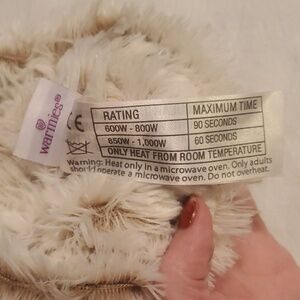 warmies®
CE
RATING MAXIMUM TIME
600W - 800W 90 SECONDS
850W - 1,000W 60 SECONDS
ONLY HEAT FROM ROOM TEMPERATURE
Warning: Heat only in a microwave oven. Only adults
should operate a microwave oven. Do not overheat.